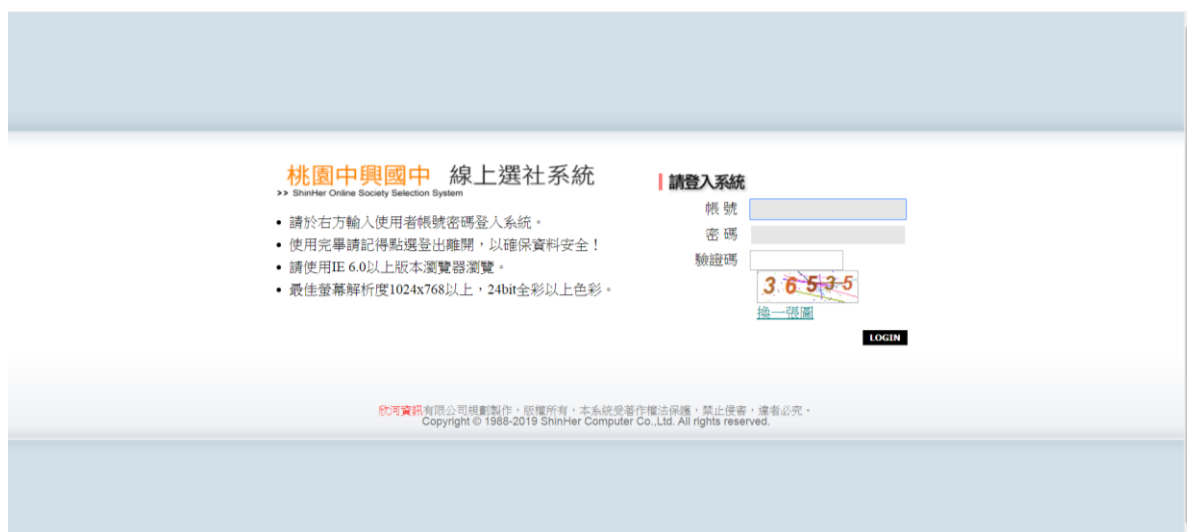 桃園中興國中 線上選社系統
>> ShinHer Online Society Selection System
• 請於右方輸入使用者帳號密碼登入系統。
• 使用完畢請記得點選登出離開，以確保資料安全！
• 請使用IE 6.0以上版本瀏覽器瀏覽。
• 最佳螢幕解析度1024x768以上，24bit全彩以上色彩。
請登入系統
帳 號
密 碼
驗證碼
3 6 5 3 5
換一張圖
LOGIN
欣河資訊有限公司規劃製作，版權所有，本系統受著作權法保護，禁止侵害，違者必究。
Copyright © 1988-2019 ShinHer Computer Co.,Ltd. All rights reserved.